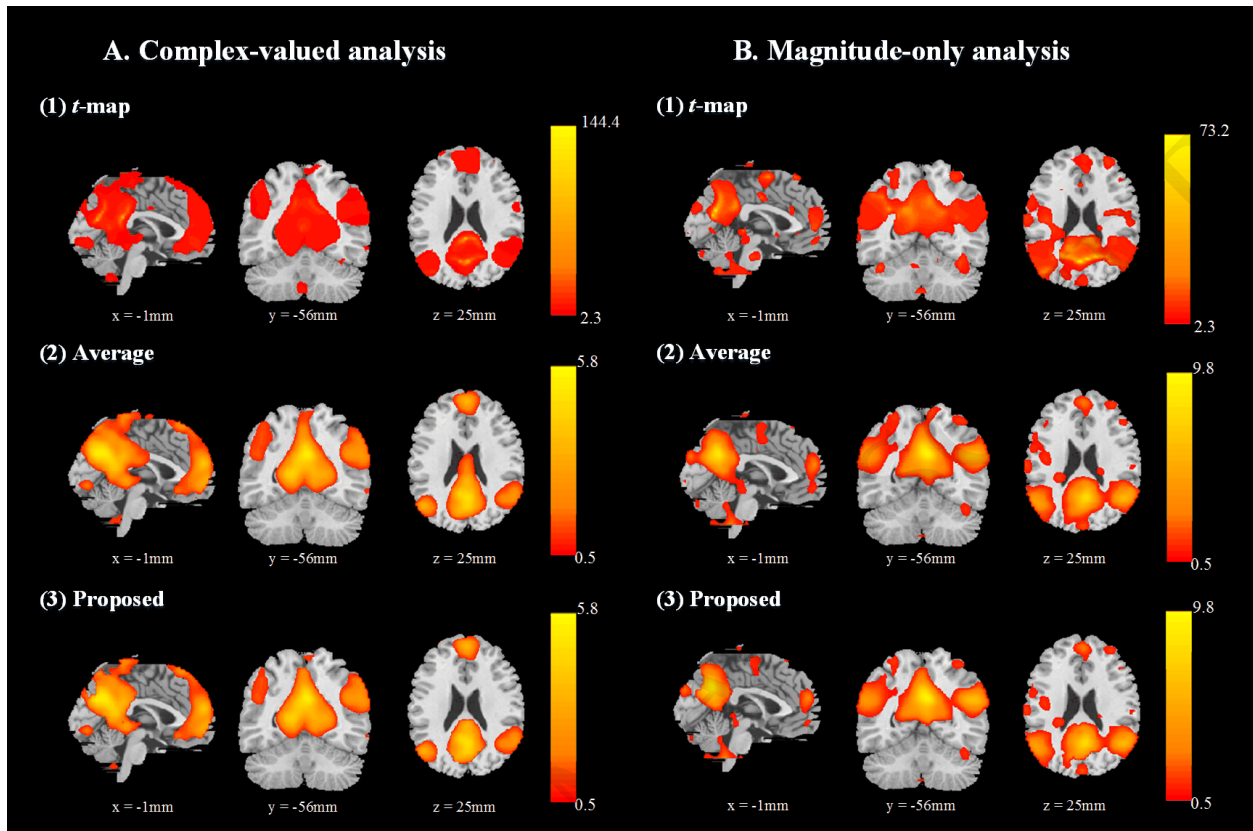 A. Complex-valued analysis
(1) t-map
144.4
2.3
x = -1mm
y = -56mm
z = 25mm
(2) Average
5.8
0.5
x = -1mm
y = -56mm
z = 25mm
(3) Proposed
5.8
0.5
x = -1mm
y = -56mm
z = 25mm
B. Magnitude-only analysis
(1) t-map
73.2
2.3
x = -1mm
y = -56mm
z = 25mm
(2) Average
9.8
0.5
x = -1mm
y = -56mm
z = 25mm
(3) Proposed
9.8
0.5
x = -1mm
y = -56mm
z = 25mm